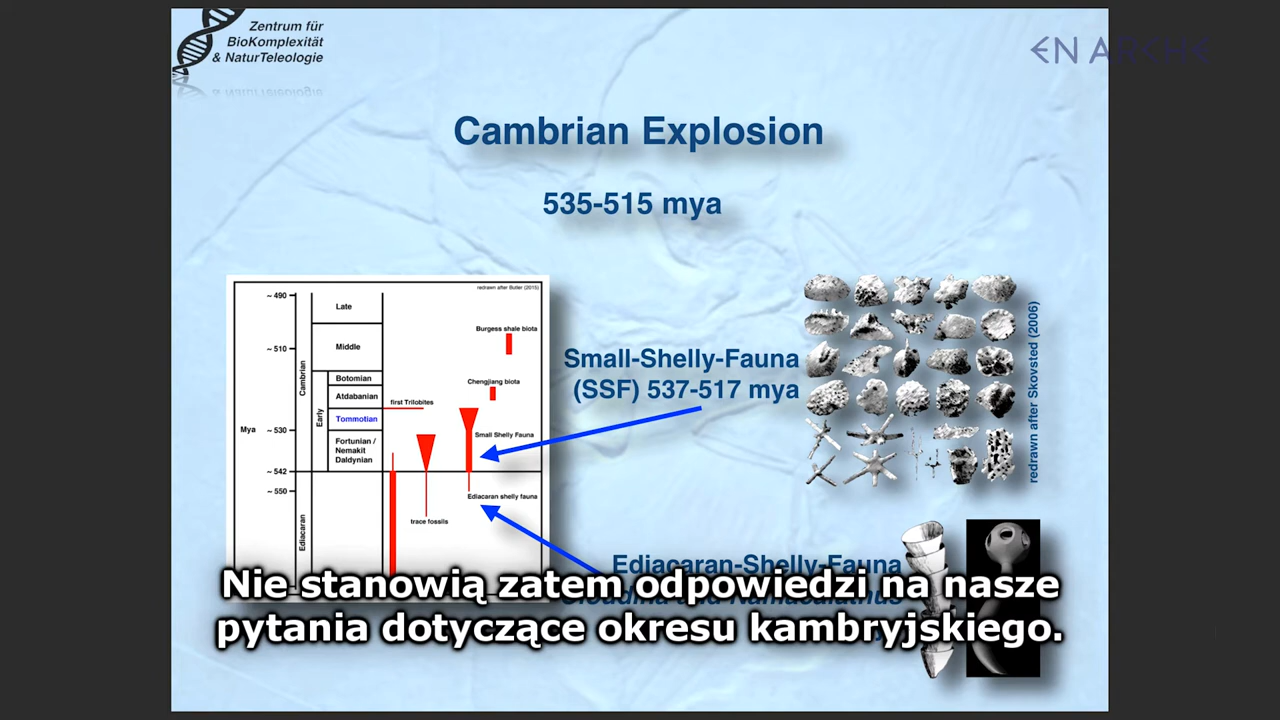 Zentrum für
BioKomplexität
& NaturTeleologie
EN ARCHE
Cambrian Explosion
535-515 mya
redrawn after Butler (2015)
~ 490
Late
Burgess shale biota
~ 510
Middle
Cambrian
Chengjiang biota
Botomian
Atdabanian
first Trilobites
Early
Tommotian
Mya
~ 530
Small Shelly Fauna
Fortunian /
Nemakit
Daldynian
~ 542
~ 550
Ediacaran shelly fauna
trace fossils
Ediacaran
Small-Shelly-Fauna
(SSF) 537-517 mya
redrawn after Skovsted (2006)
Ediacaran-Shelly-Fauna
Cloudina and Namacalathus
Nie stanowią zatem odpowiedzi na nasze
pytania dotyczące okresu kambryjskiego.